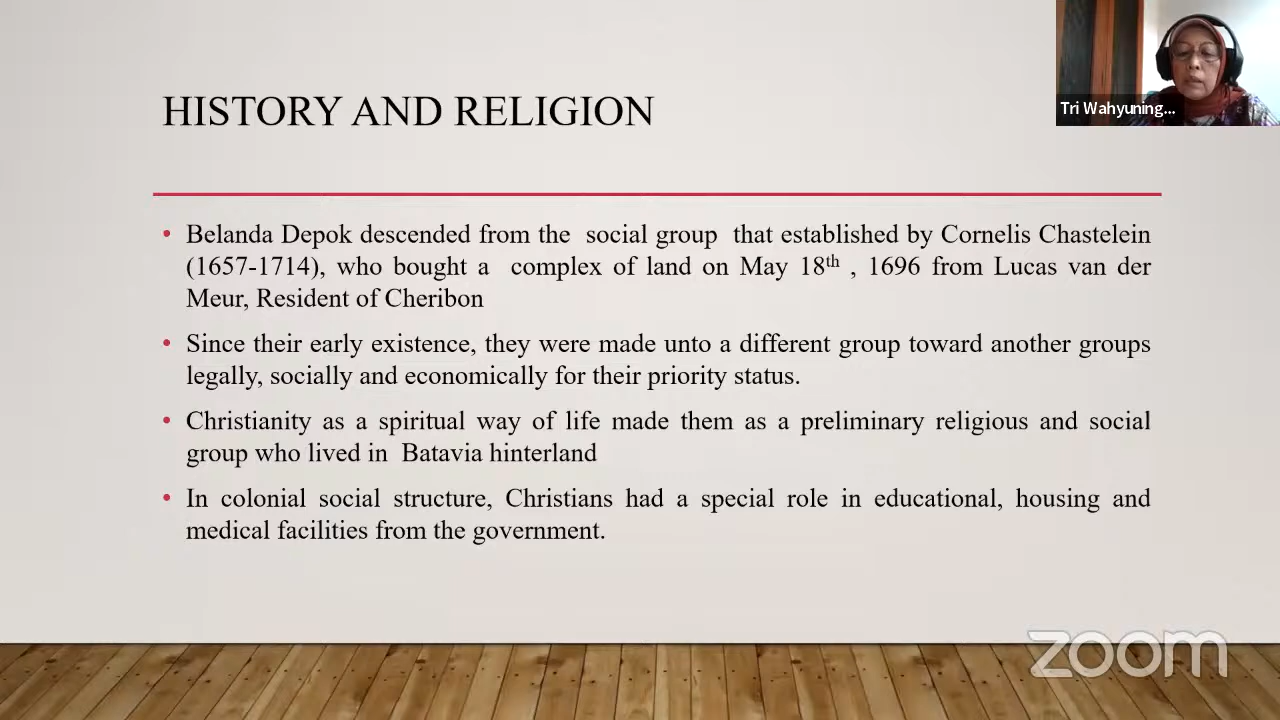 Tri Wahyuning...
HISTORY AND RELIGION
• Belanda Depok descended from the social group that established by Cornelis Chastelein
(1657-1714), who bought a complex of land on May 18th , 1696 from Lucas van der
Meur, Resident of Cheribon
• Since their early existence, they were made unto a different group toward another groups
legally, socially and economically for their priority status.
• Christianity as a spiritual way of life made them as a preliminary religious and social
group who lived in Batavia hinterland
• In colonial social structure, Christians had a special role in educational, housing and
medical facilities from the government.
zoom